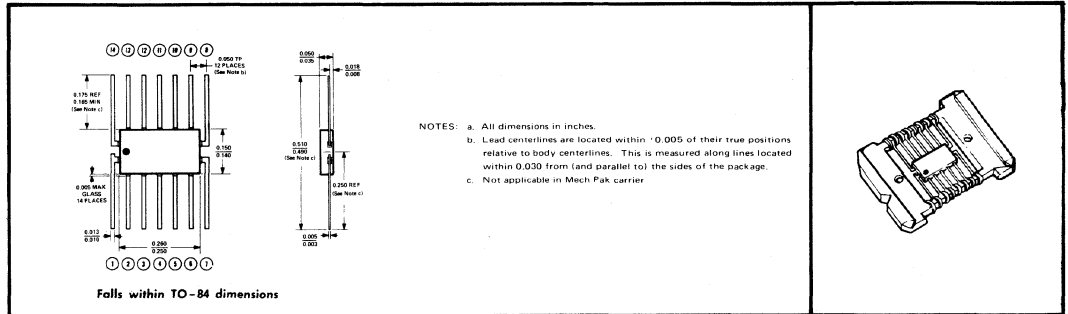 14 13 12 11 10 9 8
0.050 TP
12 PLACES
(See Note b)
0.175 REF
0.165 MIN
(See Note c)
0.150
0.140
0.005 MAX
GLASS
14 PLACES
0.013
0.010
0.260
0.250
1 2 3 4 5 6 7
Falls within TO-84 dimensions
0.050
0.035
0.018
0.008
0.510
0.490
(See Note c)
0.250 REF
(See Note c)
0.005
0.003
NOTES: a. All dimensions in inches.
b. Lead centerlines are located within ±0.005 of their true positions
relative to body centerlines. This is measured along lines located
within 0.030 from (and parallel to) the sides of the package.
c. Not applicable in Mech Pak carrier